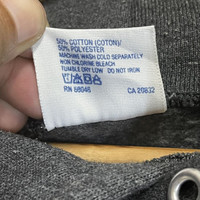 50% COTTON (COTON)/
50% POLYESTER
MACHINE WASH COLD SEPARATELY
NON CHLORINE BLEACH
TUMBLE DRY LOW DO NOT IRON
RN 66046 CA 20832